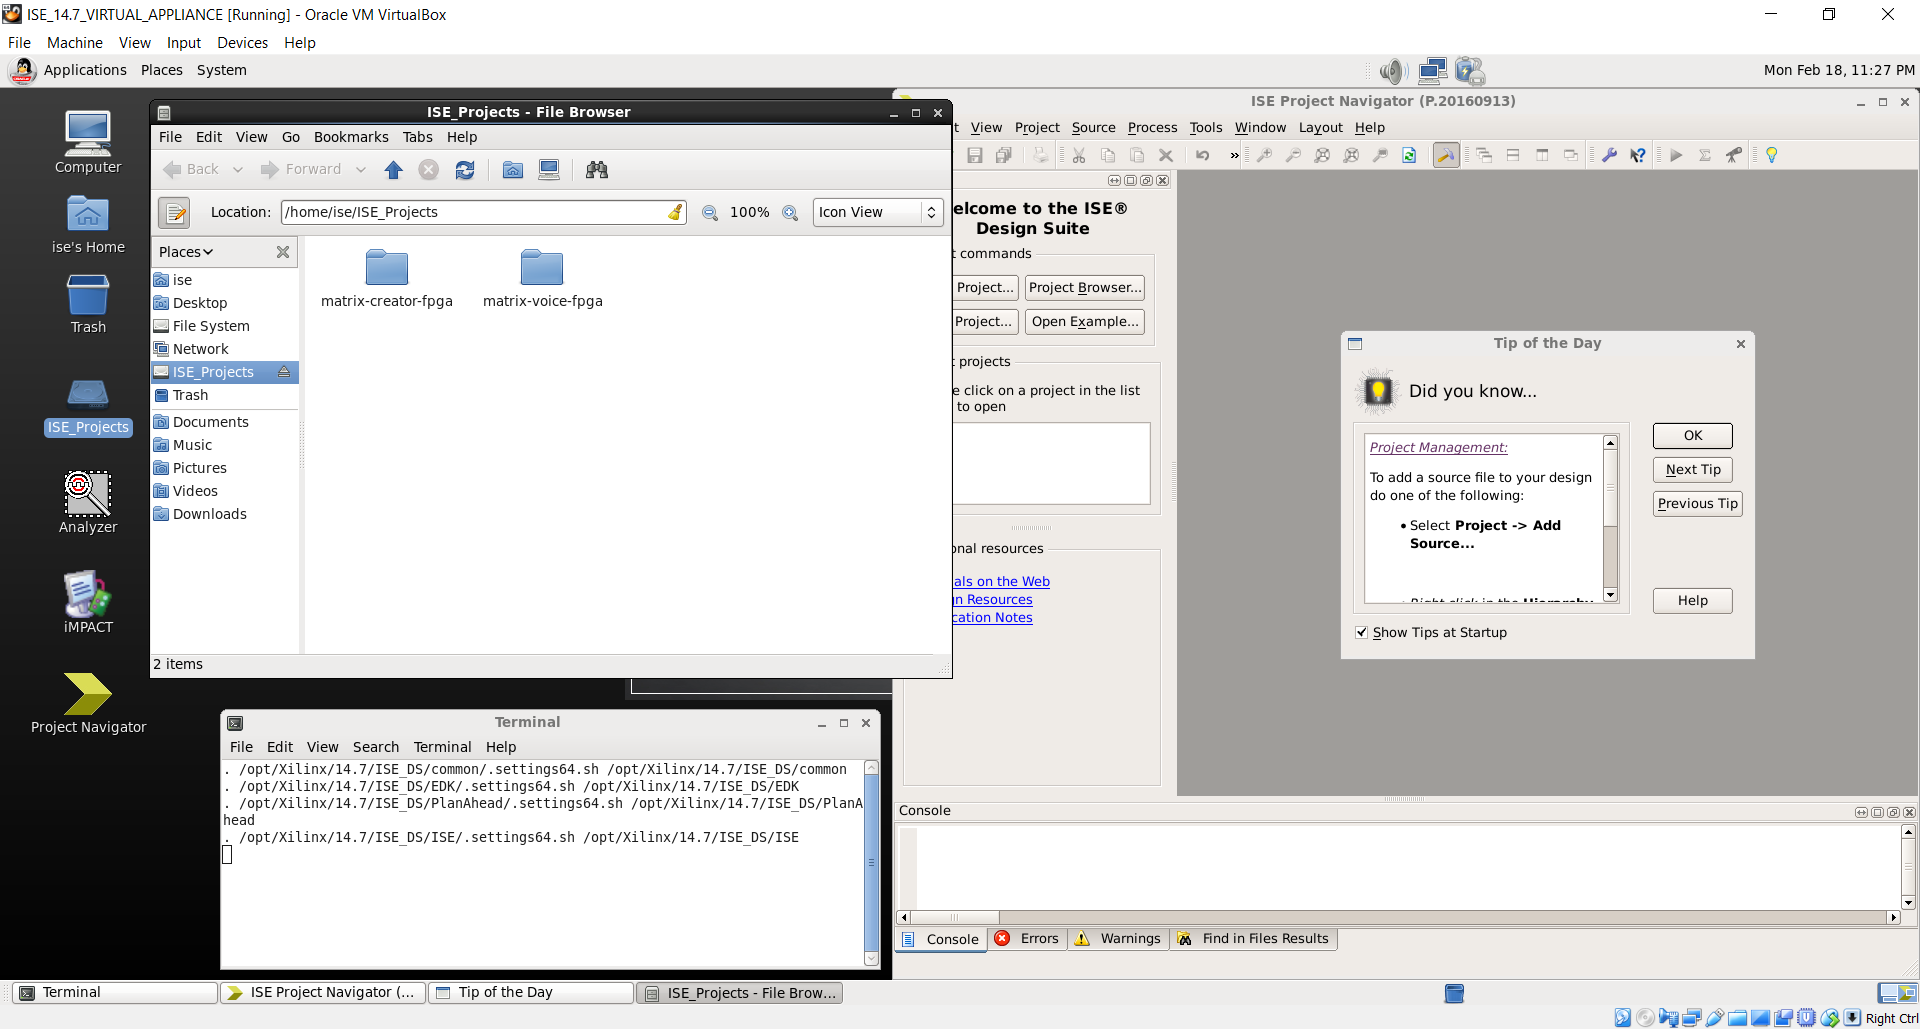 ISE_14.7_VIRTUAL_APPLIANCE [Running] - Oracle VM VirtualBox
File Machine View Input Devices Help
Applications Places System
Mon Feb 18, 11:27 PM
Computer
ise's Home
Trash
ISE_Projects
Analyzer
iMPACT
Project Navigator
ISE_Projects - File Browser
File Edit View Go Bookmarks Tabs Help
Back Forward
Location: /home/ise/ISE_Projects 100% Icon View
Places
ise
Desktop
File System
Network
ISE_Projects
Trash
Documents
Music
Pictures
Videos
Downloads
matrix-creator-fpga matrix-voice-fpga
2 items
ISE Project Navigator (P.20160913)
t View Project Source Process Tools Window Layout Help
»
elcome to the ISE®
Design Suite
t commands
Project... Project Browser...
Project... Open Example...
t projects
e click on a project in the list
to open
onal resources
als on the Web
n Resources
cation Notes
Tip of the Day
Did you know...
Project Management:
To add a source file to your design
do one of the following:
• Select Project -> Add
Source...
• Right click in the Hierarchy
OK
Next Tip
Previous Tip
Help
Show Tips at Startup
Terminal
File Edit View Search Terminal Help
. /opt/Xilinx/14.7/ISE_DS/common/.settings64.sh /opt/Xilinx/14.7/ISE_DS/common
. /opt/Xilinx/14.7/ISE_DS/EDK/.settings64.sh /opt/Xilinx/14.7/ISE_DS/EDK
. /opt/Xilinx/14.7/ISE_DS/PlanAhead/.settings64.sh /opt/Xilinx/14.7/ISE_DS/PlanA
head
. /opt/Xilinx/14.7/ISE_DS/ISE/.settings64.sh /opt/Xilinx/14.7/ISE_DS/ISE
Console
Console Errors Warnings Find in Files Results
Terminal ISE Project Navigator (... Tip of the Day ISE_Projects - File Brow...
Right Ctrl